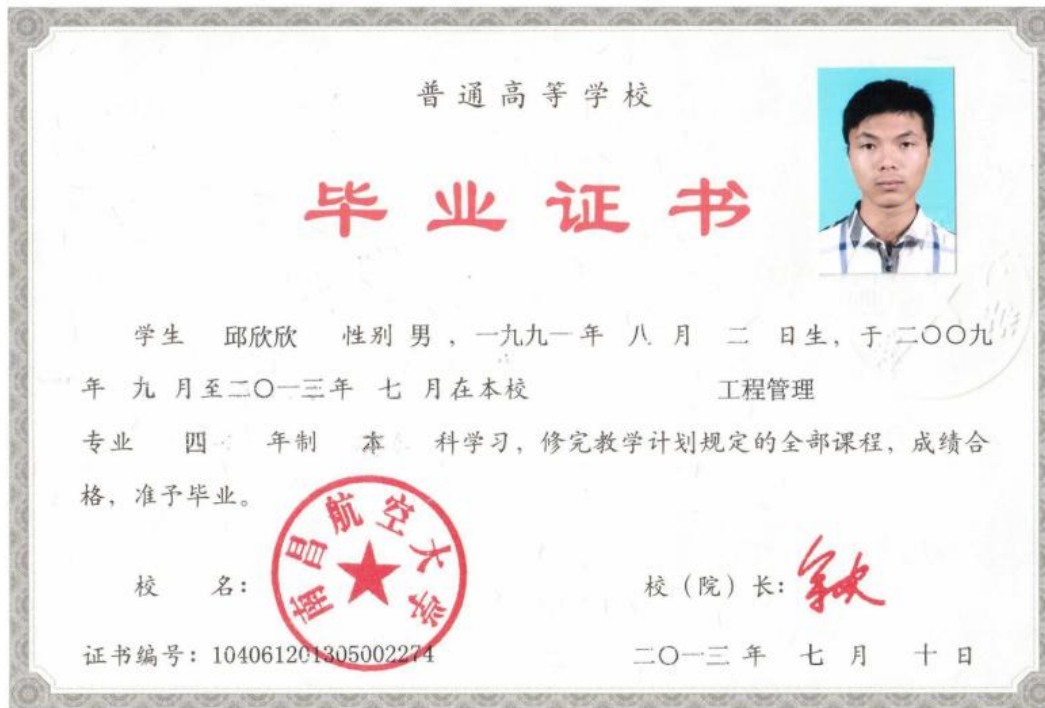 普通高等学校
毕业证书
学生 邱欣欣 性别 男 ，一九九一 年 八 月 二 日生，于 二〇〇九
年 九 月至二〇一三年 七 月在本校 工程管理
专业 四 年制 本 科学习，修完教学计划规定的全部课程，成绩合
格，准予毕业。
南昌航空大学
校 名： 校（院）长：
证书编号：104061201305002274 二〇一三 年 七 月 十 日